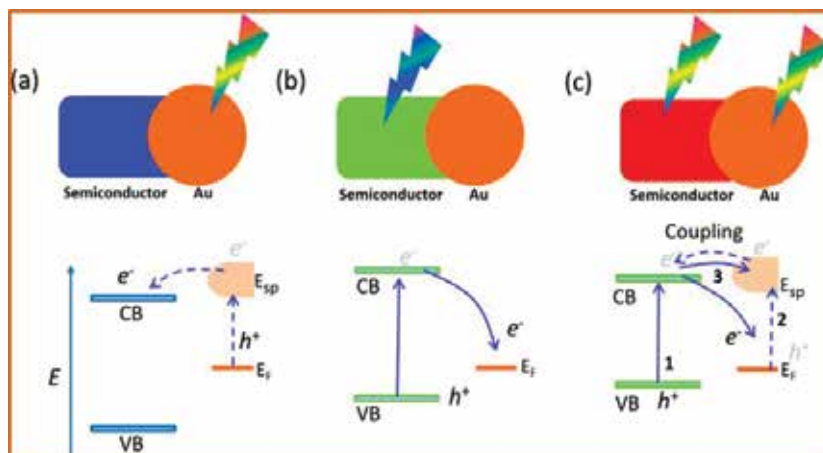 (a)
Semiconductor Au
e-
e-
E_sp
CB
h+
E_F
E
VB
(b)
Semiconductor Au
e-
CB
e-
E_F
h+
VB
(c)
Semiconductor Au
Coupling
e- e-
3
E_sp
CB
2
e-
h+
1
E_F
VB h+